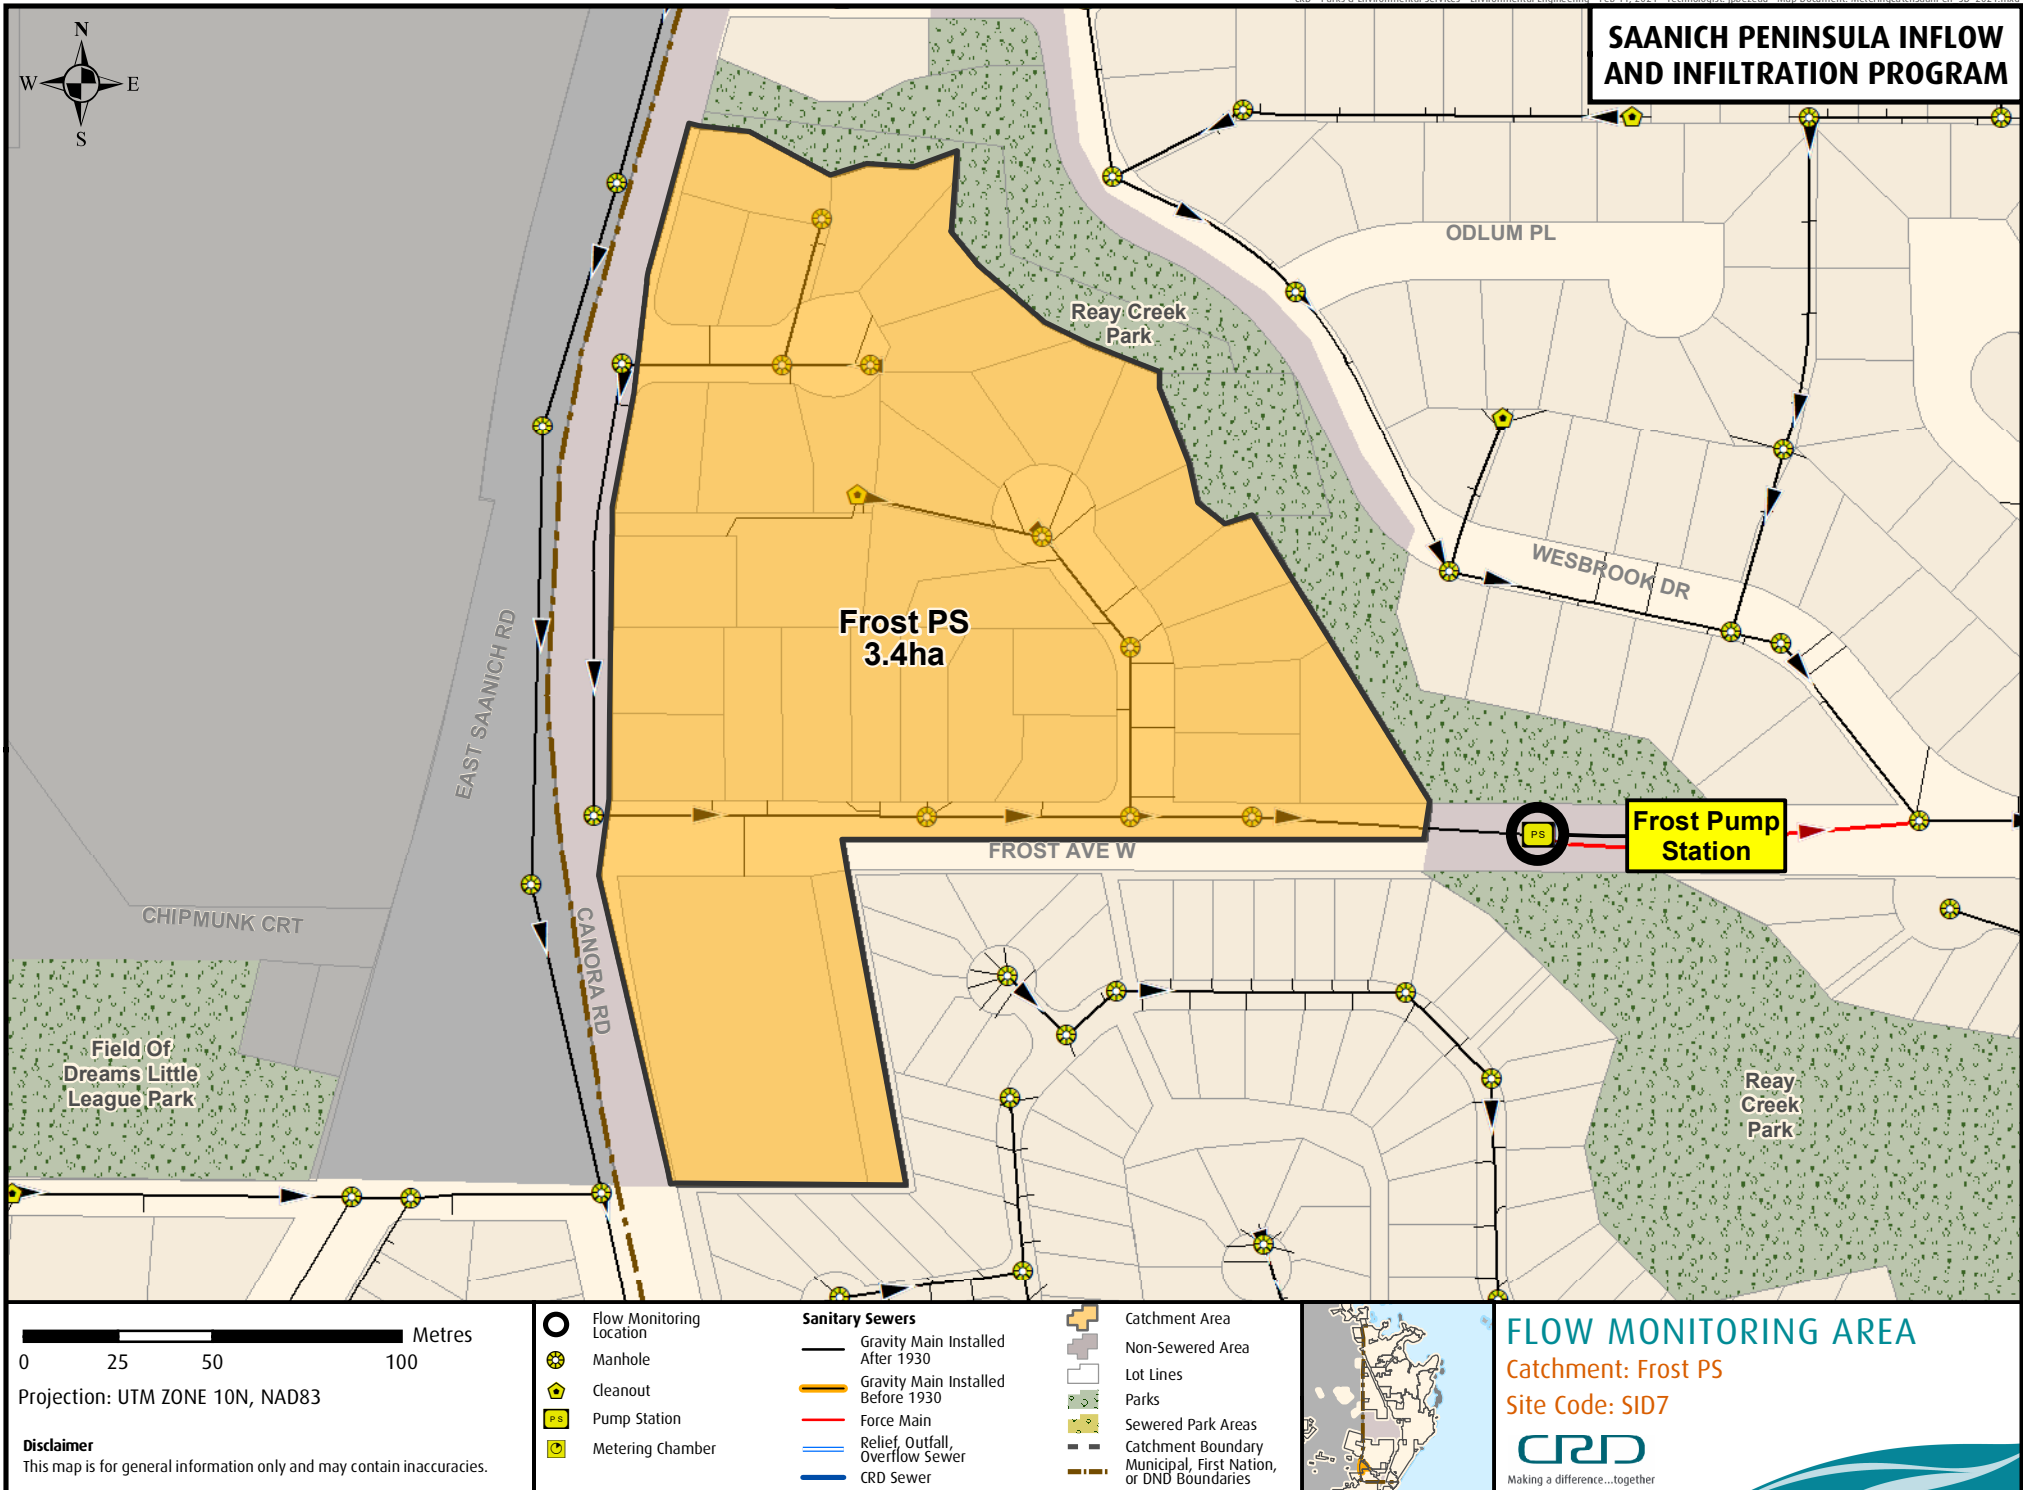 SAANICH PENINSULA INFLOW
AND INFILTRATION PROGRAM
N
W
E
S
ODLUM PL
Reay Creek
Park
WESBROOK DR
Frost PS
3.4ha
EAST SAANICH RD
PS
Frost Pump
Station
FROST AVE W
CHIPMUNK CRT
CANORA RD
Field Of
Dreams Little
League Park
Reay
Creek
Park
Metres
0 25 50 100
Projection: UTM ZONE 10N, NAD83
Disclaimer
This map is for general information only and may contain inaccuracies.
Flow Monitoring
Location
Manhole
Cleanout
PS
Pump Station
Metering Chamber
Sanitary Sewers
Gravity Main Installed
After 1930
Gravity Main Installed
Before 1930
Force Main
Relief, Outfall,
Overflow Sewer
CRD Sewer
Catchment Area
Non-Sewered Area
Lot Lines
Parks
Sewered Park Areas
Catchment Boundary
Municipal, First Nation,
or DND Boundaries
FLOW MONITORING AREA
Catchment: Frost PS
Site Code: SID7
CRD
Making a difference...together